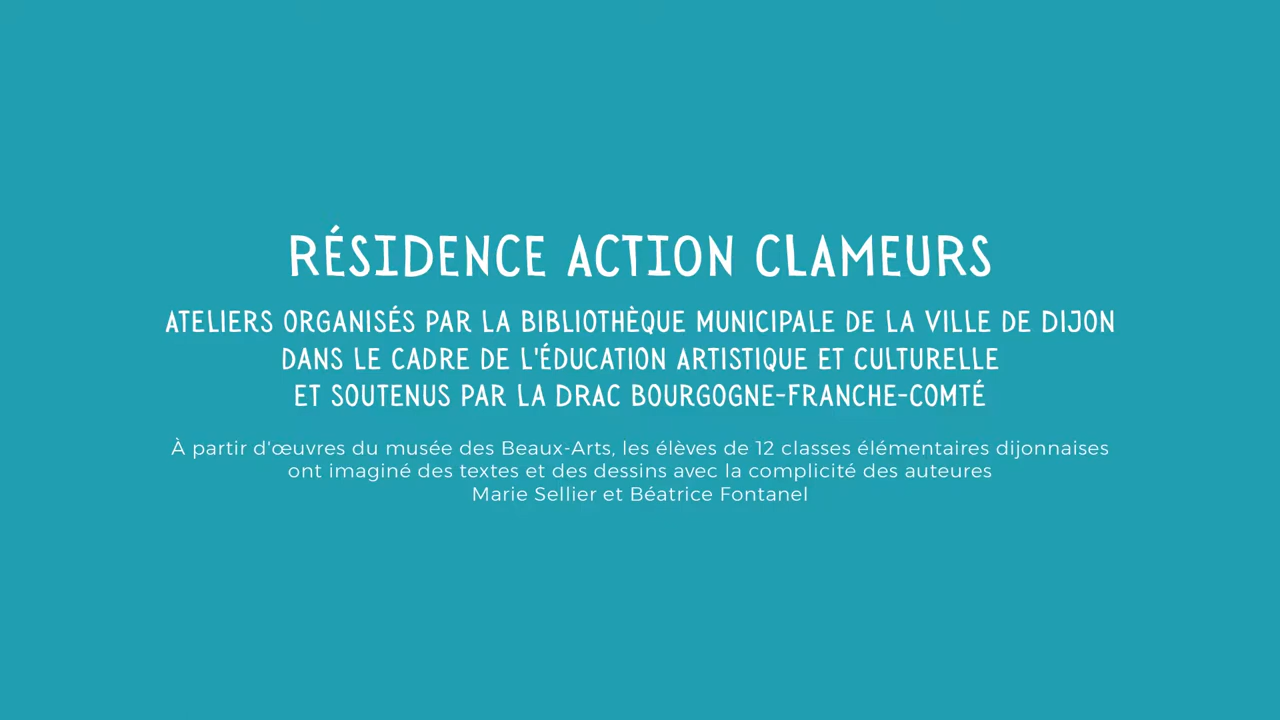 RÉSIDENCE ACTION CLAMEURS
ATELIERS ORGANISÉS PAR LA BIBLIOTHÈQUE MUNICIPALE DE LA VILLE DE DIJON
DANS LE CADRE DE L'ÉDUCATION ARTISTIQUE ET CULTURELLE
ET SOUTENUS PAR LA DRAC BOURGOGNE-FRANCHE-COMTÉ
À partir d'œuvres du musée des Beaux-Arts, les élèves de 12 classes élémentaires dijonnaises
ont imaginé des textes et des dessins avec la complicité des auteures
Marie Sellier et Béatrice Fontanel